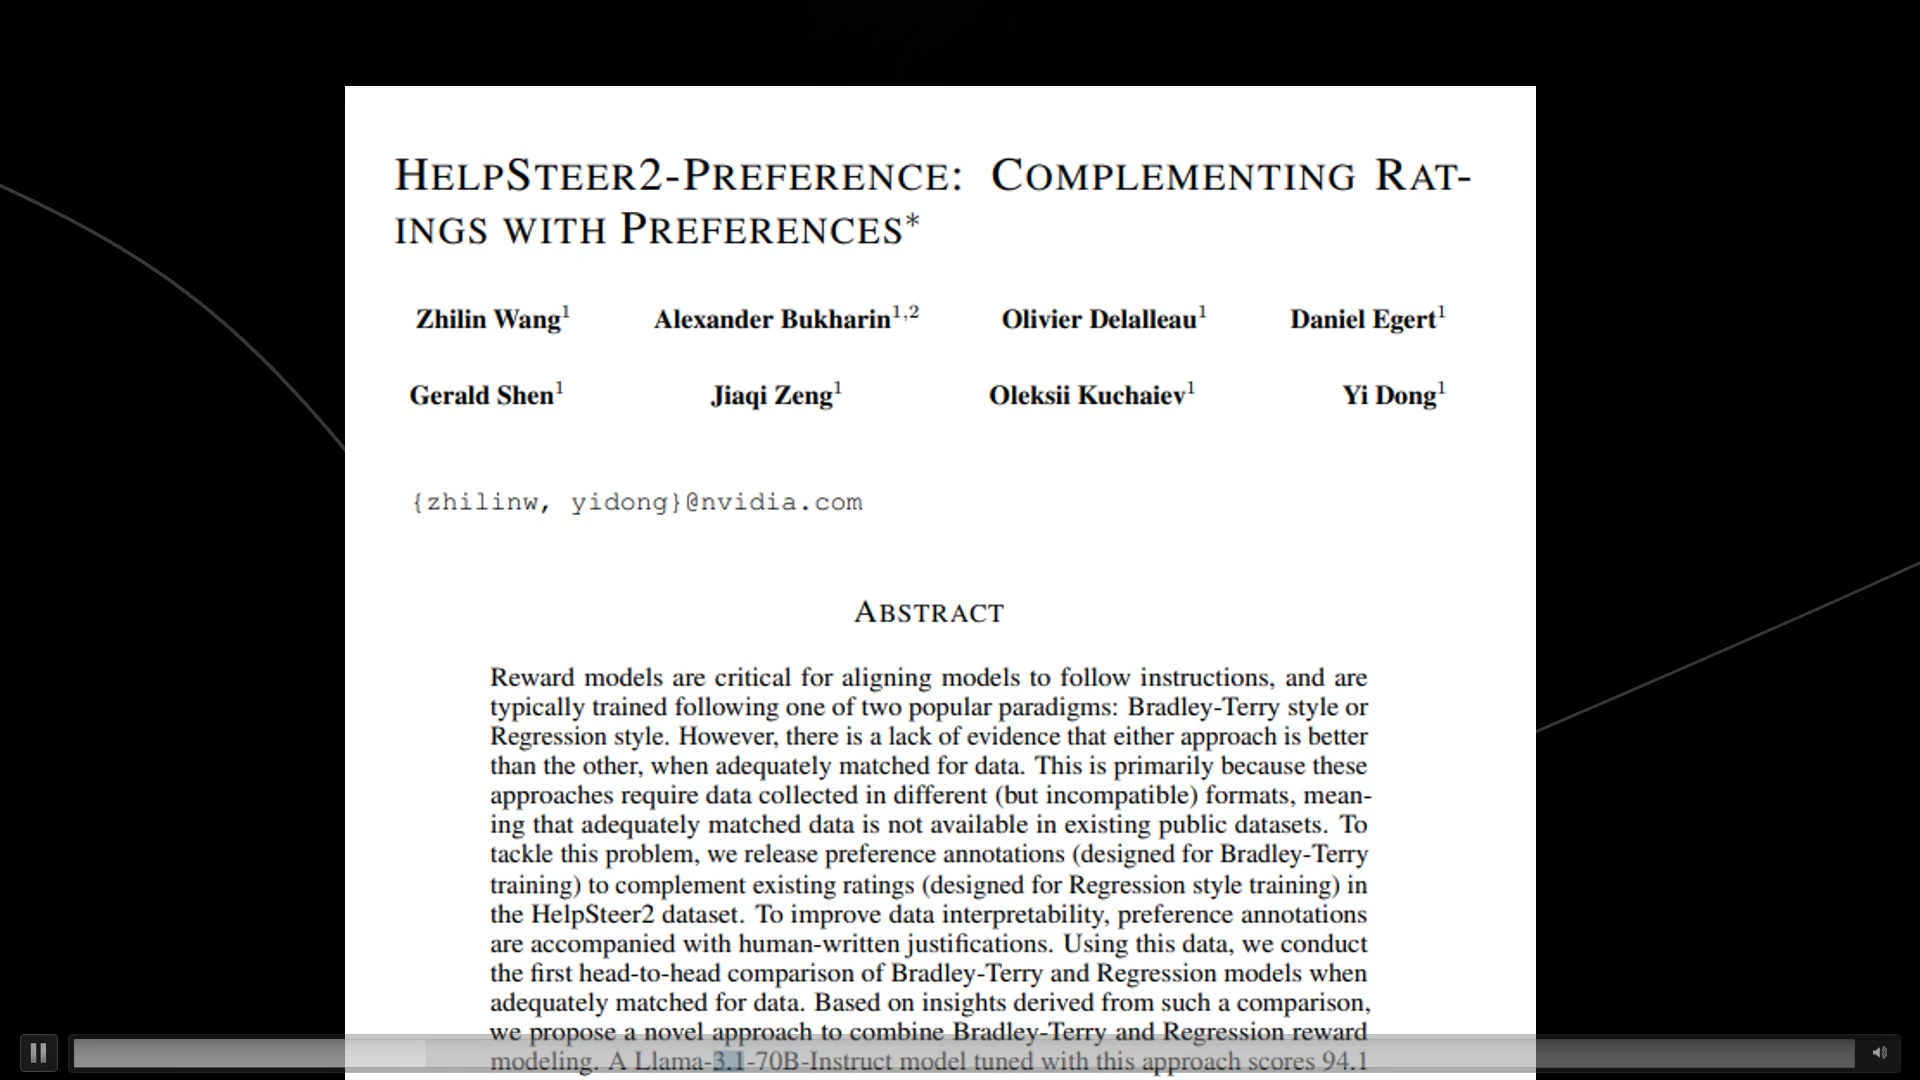 HELPSTEER2-PREFERENCE: COMPLEMENTING RAT-
INGS WITH PREFERENCES*
Zhilin Wang1 Alexander Bukharin1,2 Olivier Delalleau1 Daniel Egert1
Gerald Shen1 Jiaqi Zeng1 Oleksii Kuchaiev1 Yi Dong1
{zhilinw, yidong}@nvidia.com
ABSTRACT
Reward models are critical for aligning models to follow instructions, and are
typically trained following one of two popular paradigms: Bradley-Terry style or
Regression style. However, there is a lack of evidence that either approach is better
than the other, when adequately matched for data. This is primarily because these
approaches require data collected in different (but incompatible) formats, mean-
ing that adequately matched data is not available in existing public datasets. To
tackle this problem, we release preference annotations (designed for Bradley-Terry
training) to complement existing ratings (designed for Regression style training) in
the HelpSteer2 dataset. To improve data interpretability, preference annotations
are accompanied with human-written justifications. Using this data, we conduct
the first head-to-head comparison of Bradley-Terry and Regression models when
adequately matched for data. Based on insights derived from such a comparison,
we propose a novel approach to combine Bradley-Terry and Regression reward
modeling. A Llama-3.1-70B-Instruct model tuned with this approach scores 94.1